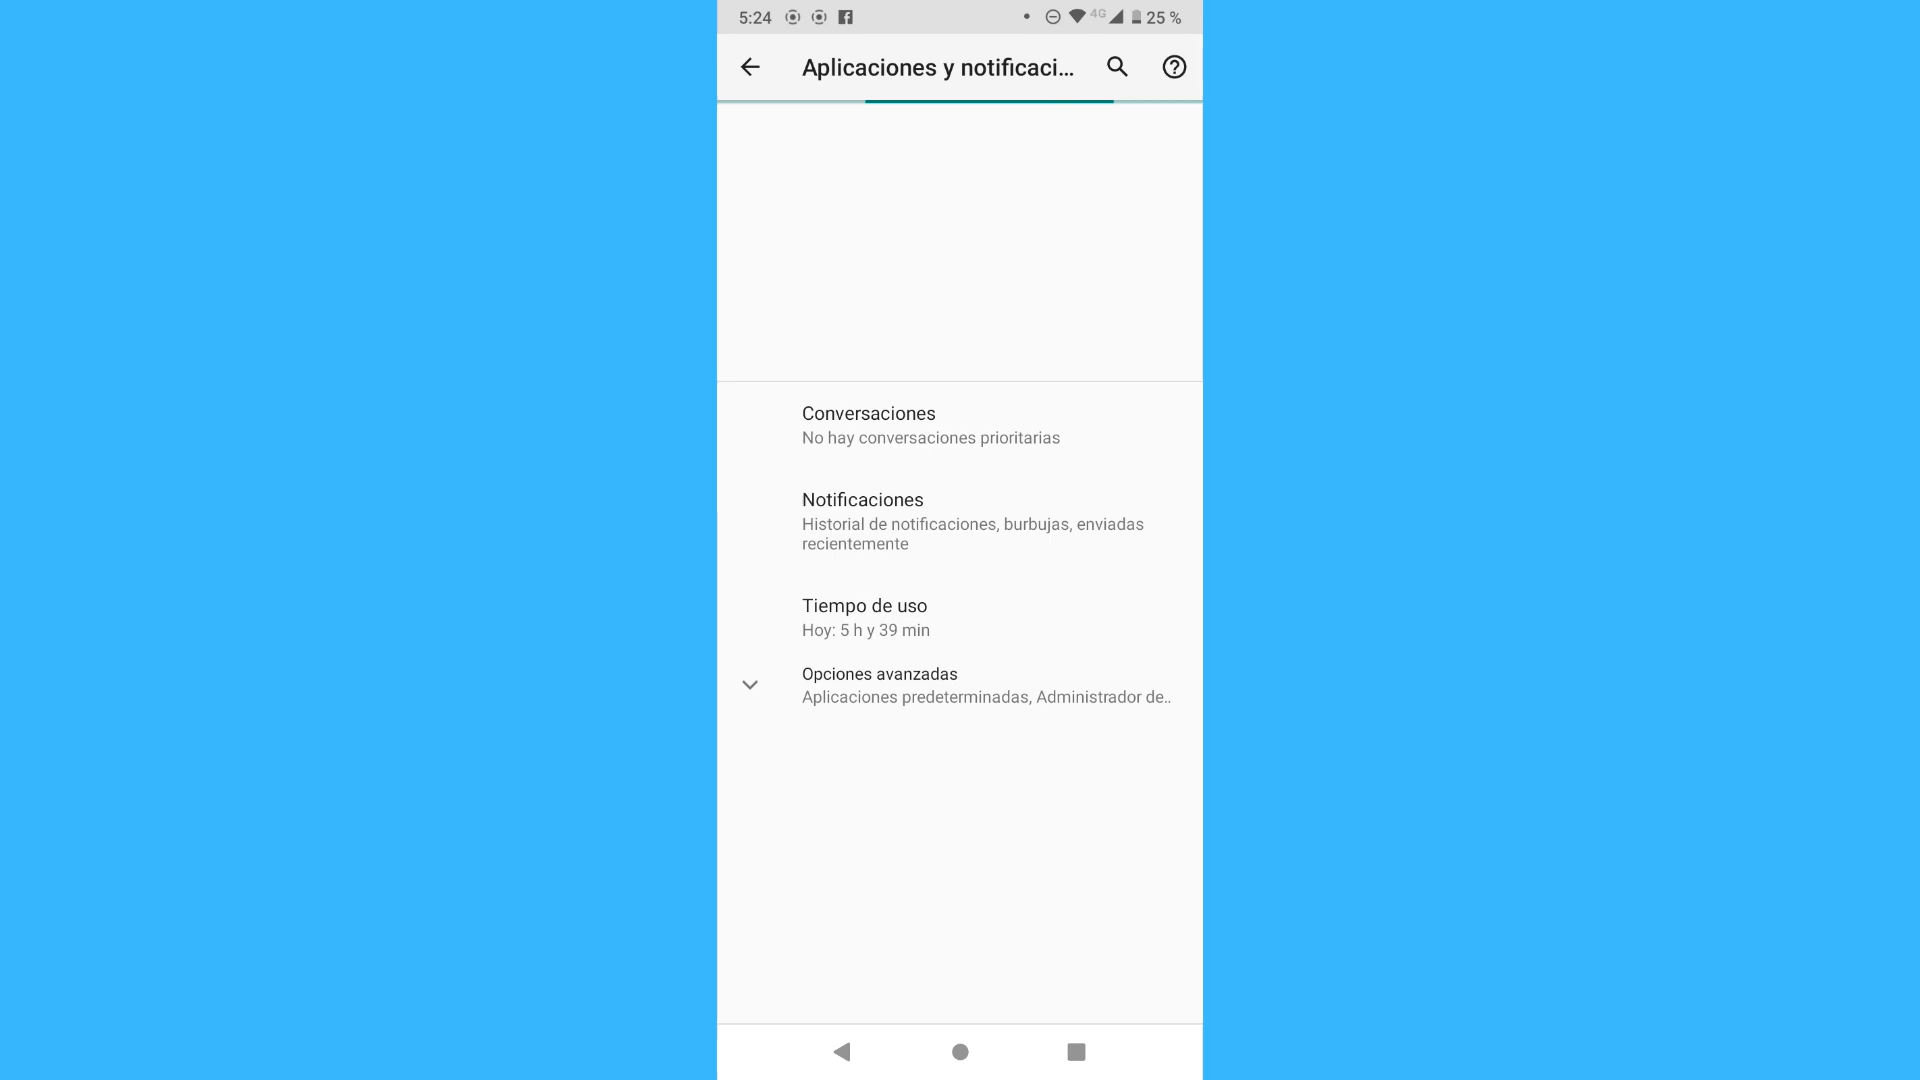 5:24
4G
25 %
Aplicaciones y notificaci...
Conversaciones
No hay conversaciones prioritarias
Notificaciones
Historial de notificaciones, burbujas, enviadas
recientemente
Tiempo de uso
Hoy: 5 h y 39 min
Opciones avanzadas
Aplicaciones predeterminadas, Administrador de..